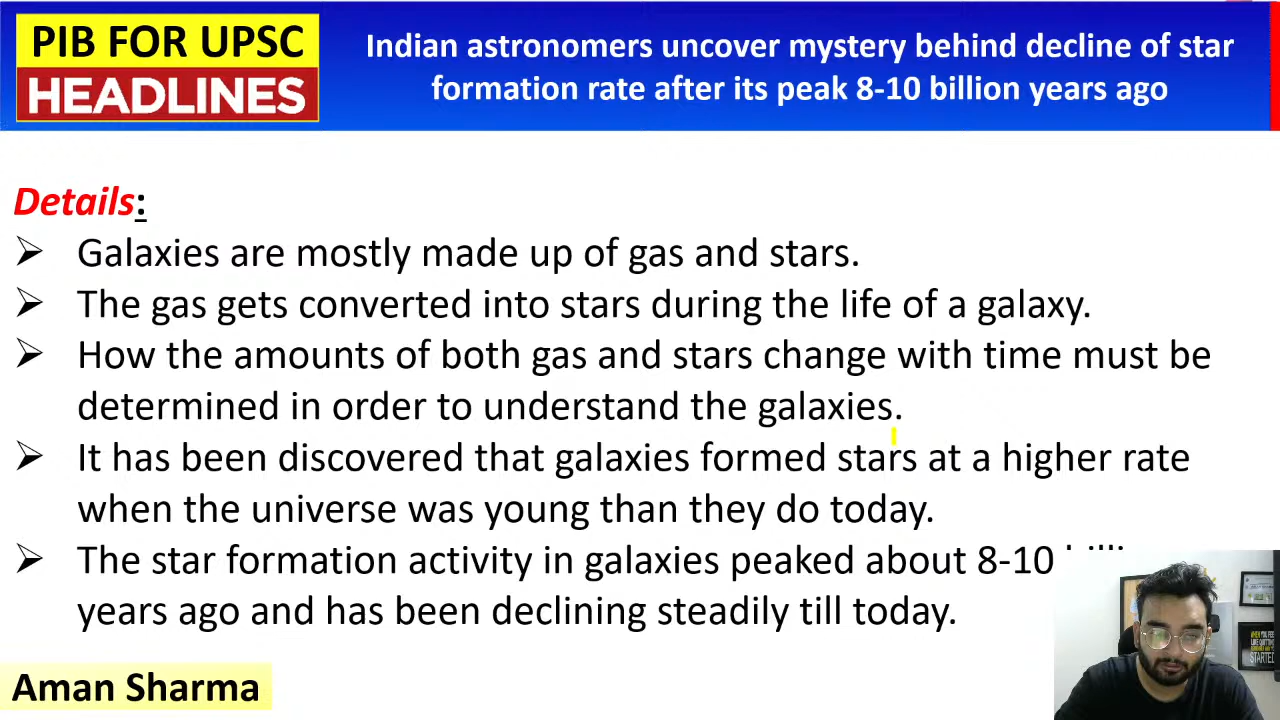 PIB FOR UPSC
HEADLINES
Indian astronomers uncover mystery behind decline of star
formation rate after its peak 8-10 billion years ago
Details:
Galaxies are mostly made up of gas and stars.
The gas gets converted into stars during the life of a galaxy.
How the amounts of both gas and stars change with time must be
determined in order to understand the galaxies.
It has been discovered that galaxies formed stars at a higher rate
when the universe was young than they do today.
The star formation activity in galaxies peaked about 8-10
years ago and has been declining steadily till today.
Aman Sharma
STARTED